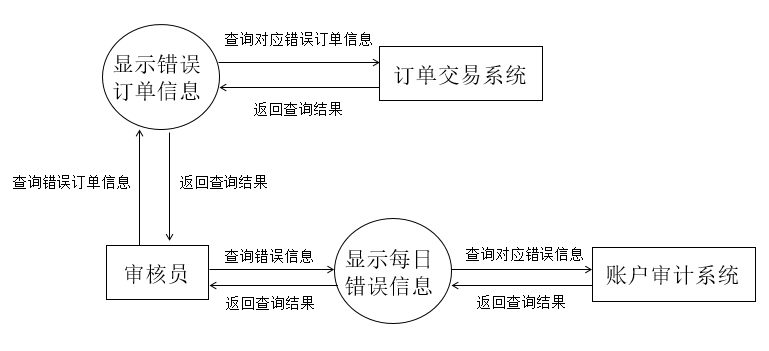 查询对应错误订单信息
显示错误
订单信息
订单交易系统
返回查询结果
查询错误订单信息
返回查询结果
查询错误信息
显示每日
错误信息
查询对应错误信息
审核员
账户审计系统
返回查询结果
返回查询结果